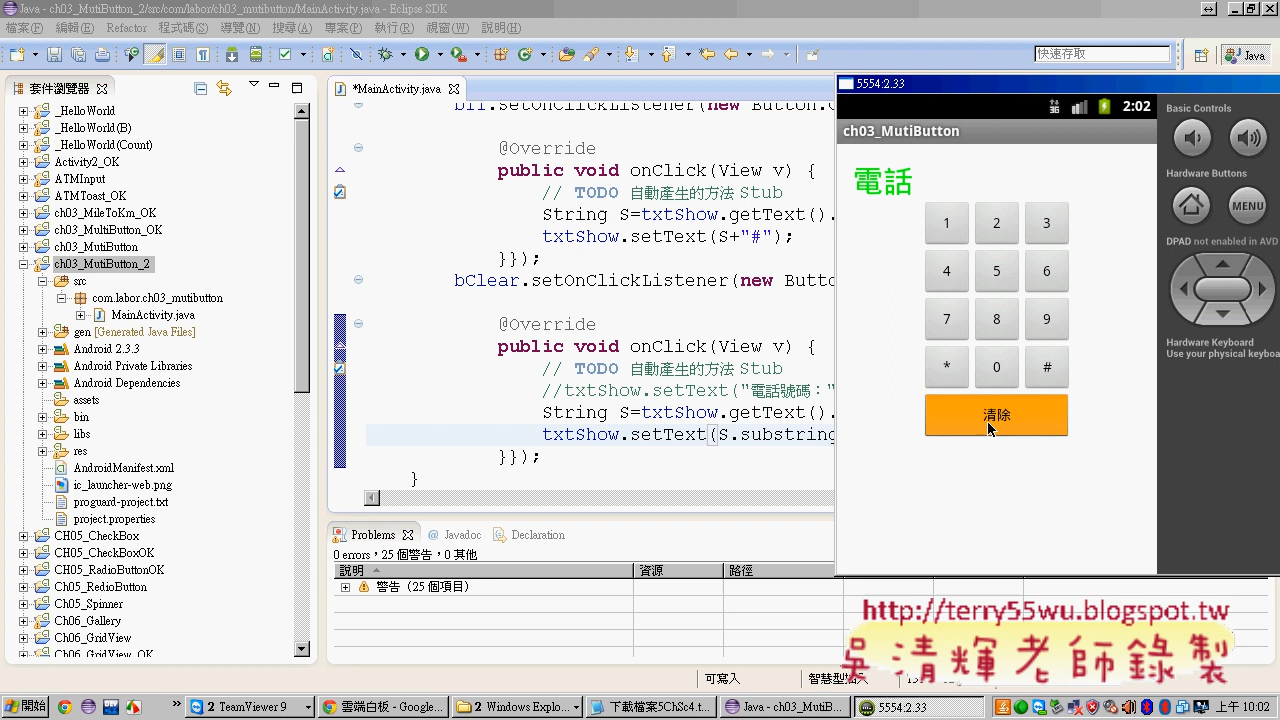 Java - ch03_MutiButton_2/src/com/labor/ch03_mutibutton/MainActivity.java - Eclipse SDK
檔案(F) 編輯(E) Refactor 程式碼(S) 導覽(N) 搜尋(A) 專案(P) 執行(R) 視窗(W) 說明(H)
快速存取
Java
套件瀏覽器
_HelloWorld
_HelloWorld(B)
_HelloWorld(Count)
Activity2_OK
ATMInput
ATMToast_OK
ch03_MileToKm_OK
ch03_MultiButton_OK
ch03_MutiButton
ch03_MutiButton_2
src
com.labor.ch03_mutibutton
MainActivity.java
gen [Generated Java Files]
Android 2.3.3
Android Private Libraries
Android Dependencies
assets
bin
libs
res
AndroidManifest.xml
ic_launcher-web.png
proguard-project.txt
project.properties
CH05_CheckBox
CH05_CheckBoxOK
CH05_RadioButtonOK
Ch05_RedioButton
Ch05_Spinner
Ch06_Gallery
Ch06_GridView
Ch06_GridView_OK
*MainActivity.java
b11.setOnClickListener(new Button.
@Override
public void onClick(View v) {
// TODO 自動產生的方法 Stub
String S=txtShow.getText().
txtShow.setText(S+"#");
}});
bClear.setOnClickListener(new Butto
@Override
public void onClick(View v) {
// TODO 自動產生的方法 Stub
//txtShow.setText("電話號碼："
String S=txtShow.getText().
txtShow.setText(S.substring
}});
}
Problems Javadoc Declaration
0 errors，25 個警告，0 其他
說明 資源 路徑
警告 (25 個項目)
可寫入
5554:2.33
3G 2:02
ch03_MutiButton
電話
1 2 3
4 5 6
7 8 9
* 0 #
清除
Basic Controls
Hardware Buttons
MENU
DPAD not enabled in AVD
Hardware Keyboard
Use your physical keyboa
http://terry55wu.blogspot.tw
吳清輝老師錄製
開始
2 TeamViewer 9
雲端白板 - Google...
2 Windows Explo...
下載檔案5ChSc4.t...
Java - ch03_MutiB...
5554:2.33
上午 10:02